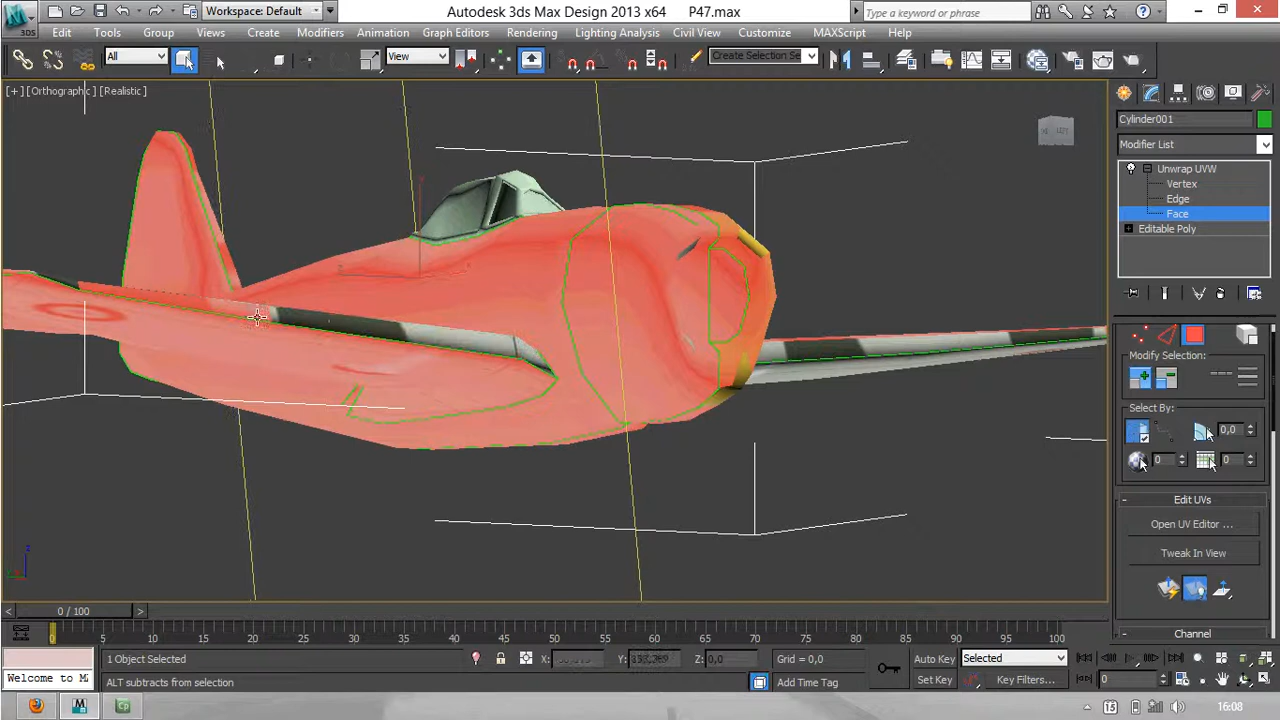 Workspace: Default
Autodesk 3ds Max Design 2013 x64 P47.max
Type a keyword or phrase
3DS
Edit Tools Group Views Create Modifiers Animation Graph Editors Rendering Lighting Analysis Civil View Customize MAXScript Help
All
View
Create Selection Se
[+] [Orthographic] [Realistic]
Cylinder001
Modifier List
Unwrap UVW
Vertex
Edge
Face
Editable Poly
Modify Selection:
Select By:
0,0
0
0
Edit UVs
Open UV Editor ...
Tweak In View
Channel
z
0 / 100
0 5 10 15 20 25 30 35 40 45 50 55 60 65 70 75 80 85 90 95 100
1 Object Selected
X:
Y:
Z: 0,0
Grid = 0,0
Auto Key
Selected
Welcome to M
ALT subtracts from selection
Add Time Tag
Set Key
Key Filters...
0
16:08